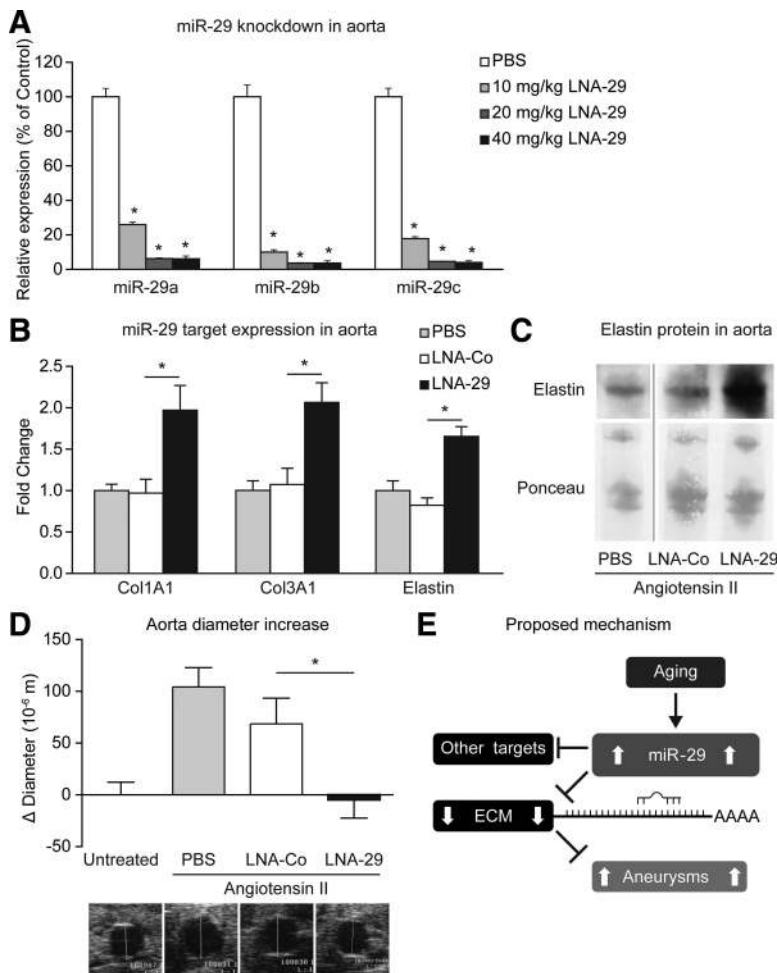 A
miR-29 knockdown in aorta
Relative expression (% of Control)
120
100
80
60
40
20
0
PBS
10 mg/kg LNA-29
20 mg/kg LNA-29
40 mg/kg LNA-29
* * *
* * *
* * *
miR-29a miR-29b miR-29c
B
miR-29 target expression in aorta
Fold Change
2.5
2.0
1.5
1.0
0.5
0.0
PBS
LNA-Co
LNA-29
* * *
Col1A1 Col3A1 Elastin
C
Elastin protein in aorta
Elastin
Ponceau
PBS LNA-Co LNA-29
Angiotensin II
D
Aorta diameter increase
Δ Diameter (10⁻⁶ m)
150
100
50
0
-50
*
Untreated PBS LNA-Co LNA-29
Angiotensin II
E
Proposed mechanism
Aging
Other targets
miR-29
ECM
AAAA
Aneurysms